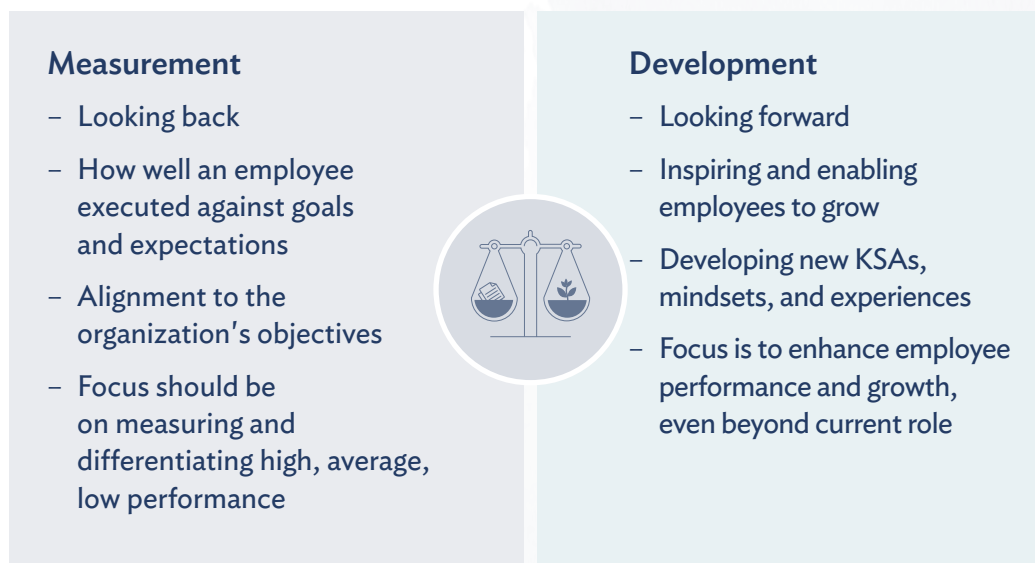 Measurement
– Looking back
– How well an employee
executed against goals
and expectations
– Alignment to the
organization's objectives
– Focus should be
on measuring and
differentiating high, average,
low performance
Development
– Looking forward
– Inspiring and enabling
employees to grow
– Developing new KSAs,
mindsets, and experiences
– Focus is to enhance employee
performance and growth,
even beyond current role